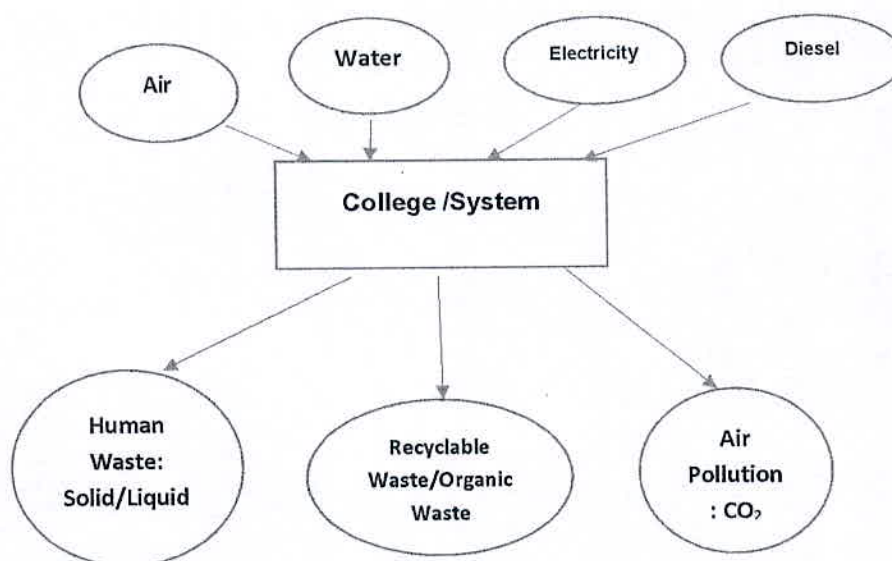 Air
Water
Electricity
Diesel
College /System
Human
Waste:
Solid/Liquid
Recyclable
Waste/Organic
Waste
Air
Pollution
: CO₂